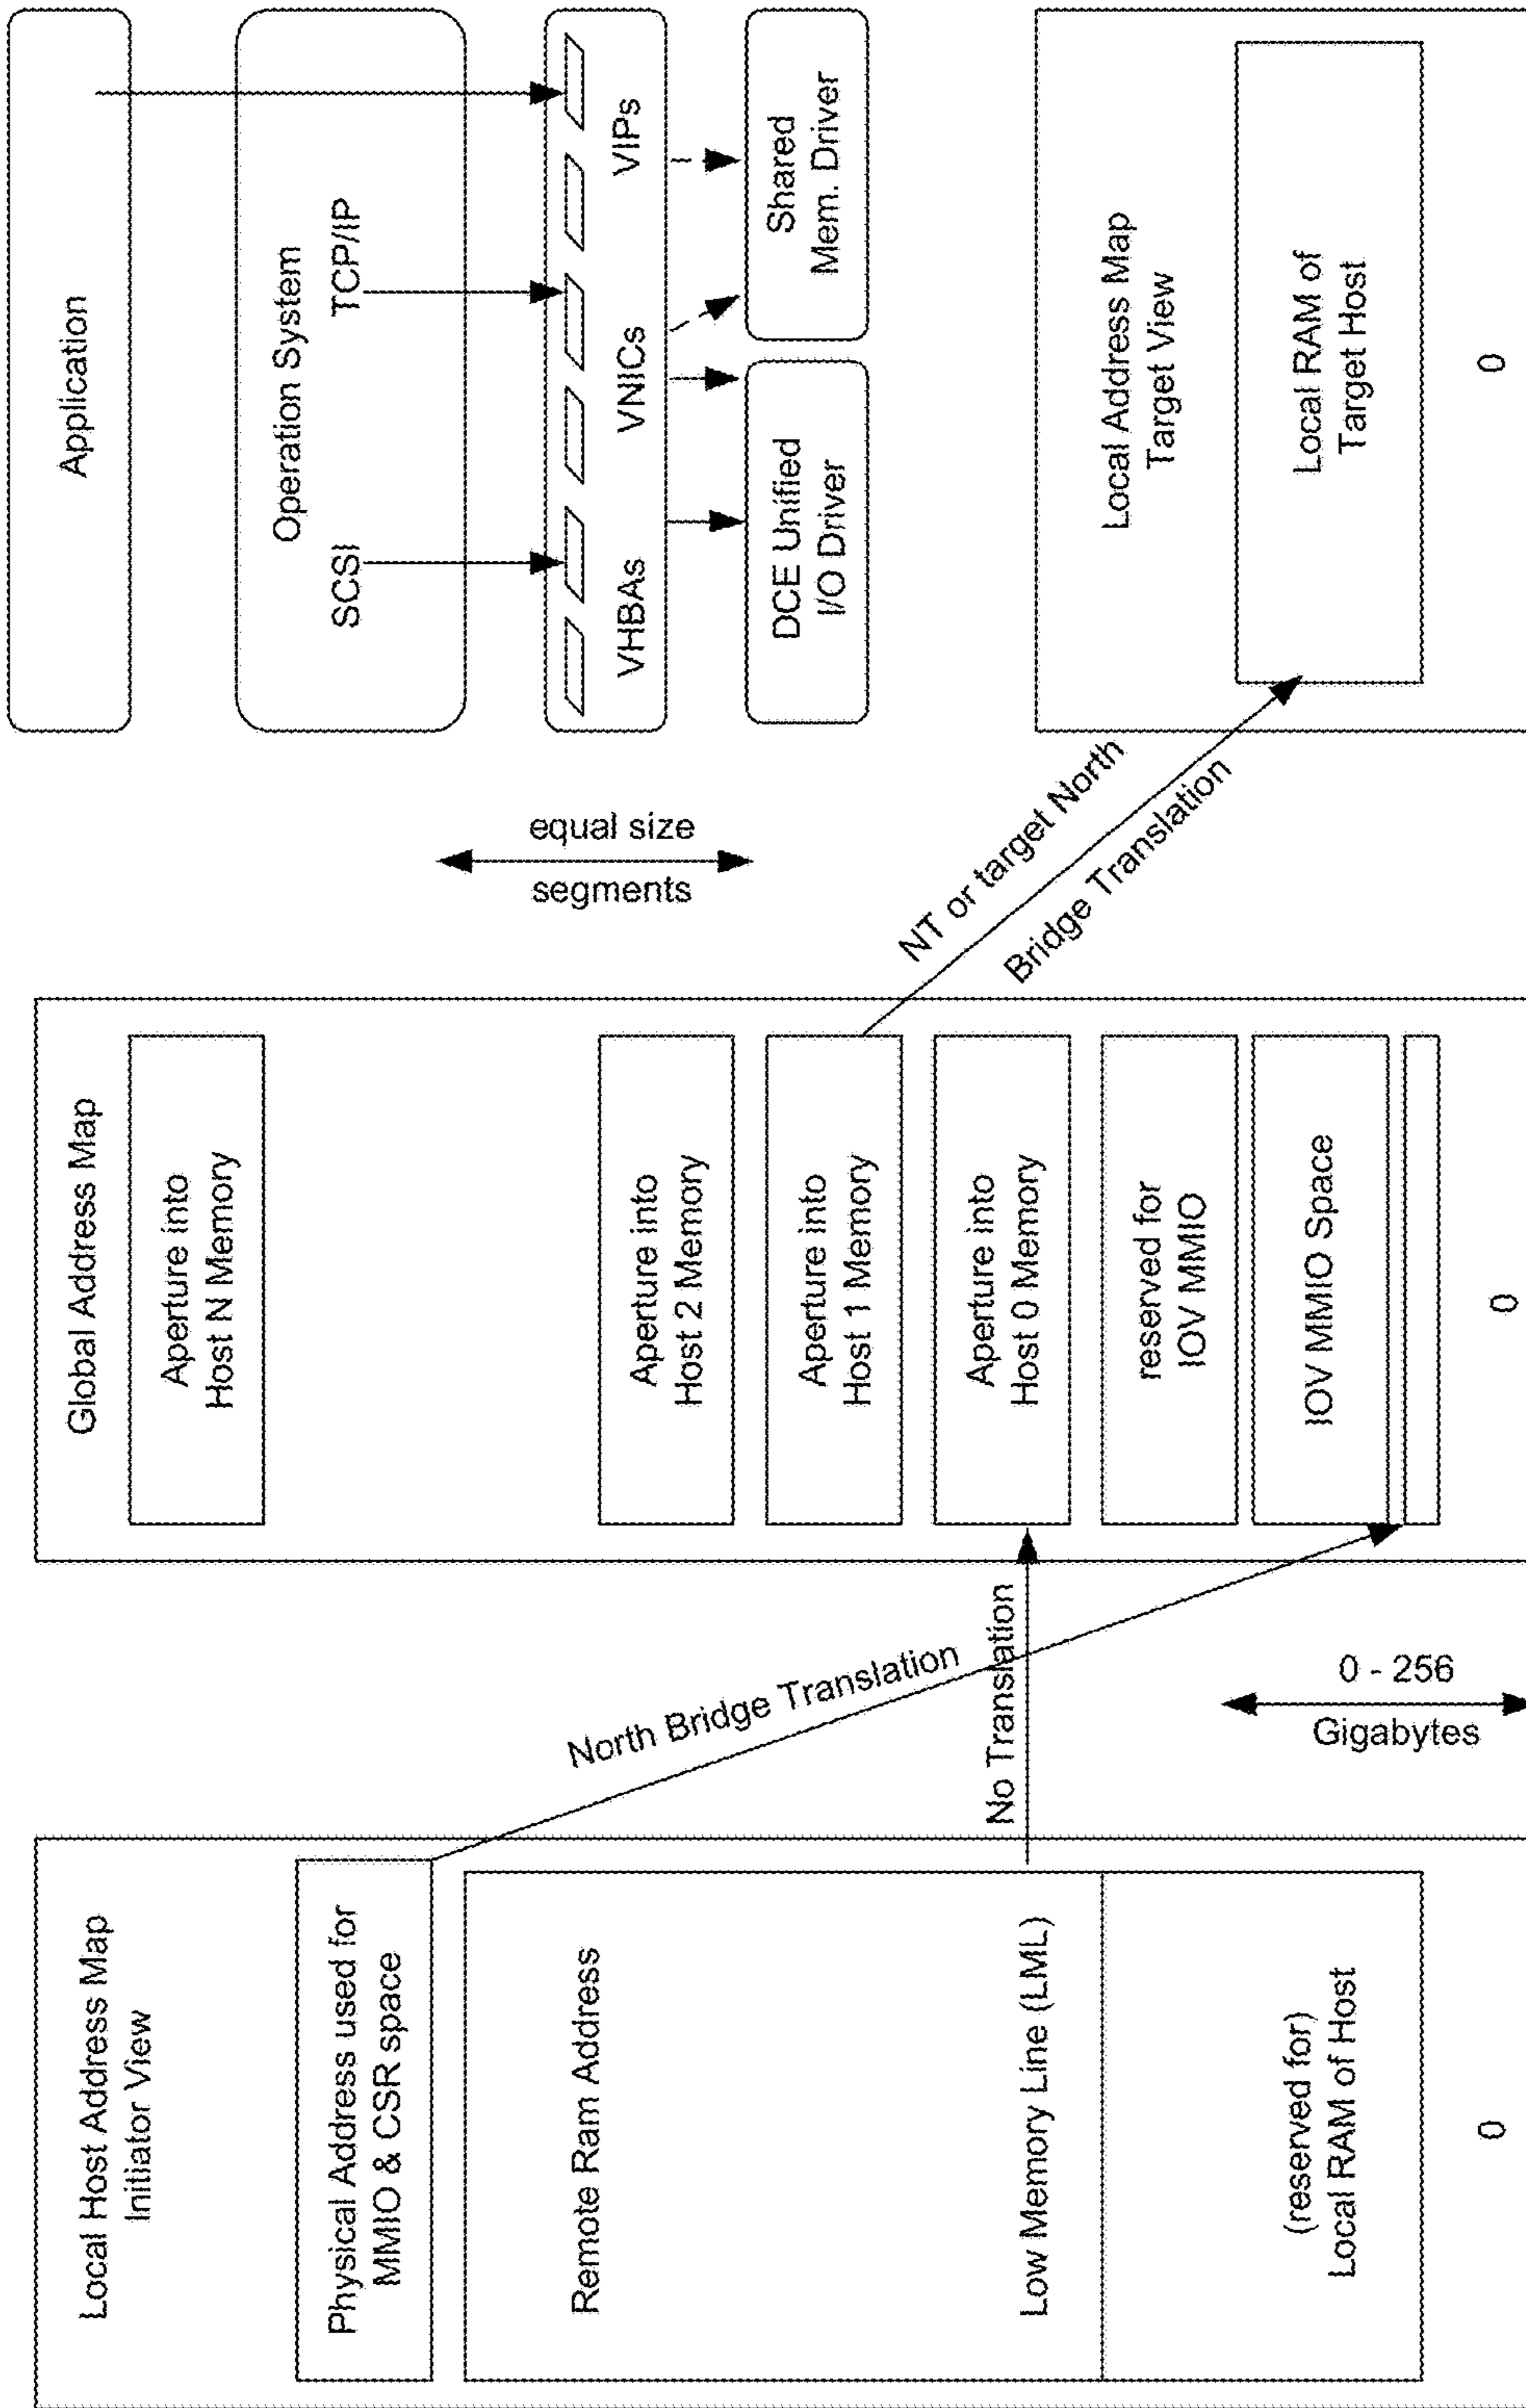 Local Host Address Map
Initiator View
Physical Address used for
MMIO & CSR space
Remote Ram Address
Low Memory Line (LML)
(reserved for)
Local RAM of Host
0
North Bridge Translation
No Translation
0 - 256
Gigabytes
Global Address Map
Aperture into
Host N Memory
Aperture into
Host 2 Memory
Aperture into
Host 1 Memory
Aperture into
Host 0 Memory
reserved for
IOV MMIO
IOV MMIO Space
0
equal size
segments
NT or target North
Bridge Translation
Application
Operation System
SCSI
TCP/IP
VHBAs
VNICs
VIPs
DCE Unified
I/O Driver
Shared
Mem. Driver
Local Address Map
Target View
Local RAM of
Target Host
0